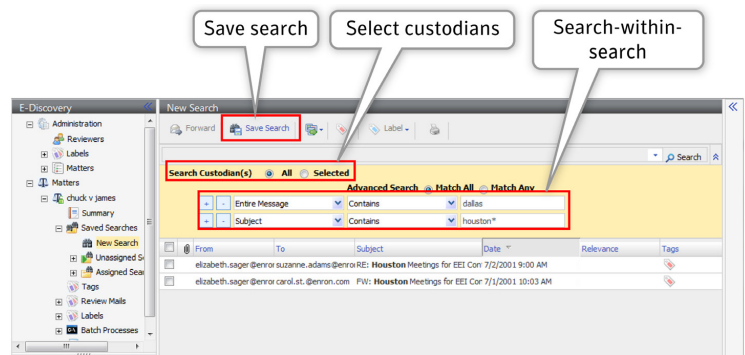 Save search
Select custodians
Search-within-
search
E-Discovery
New Search
Administration
Reviewers
Labels
Matters
Matters
chuck v james
Summary
Saved Searches
New Search
Unassigned S
Assigned Sear
Tags
Review Mails
Labels
Batch Processes
Forward
Save Search
Label
Search
Search Custodian(s) All Selected
Advanced Search Match All Match Any
+ - Entire Message Contains dallas
+ - Subject Contains houston*
From To Subject Date Relevance Tags
elizabeth.sager@enror suzanne.adams@enror RE: Houston Meetings for EEI Con 7/2/2001 9:00 AM
elizabeth.sager@enror carol.st.@enron.com FW: Houston Meetings for EEI Cor 7/1/2001 10:03 AM